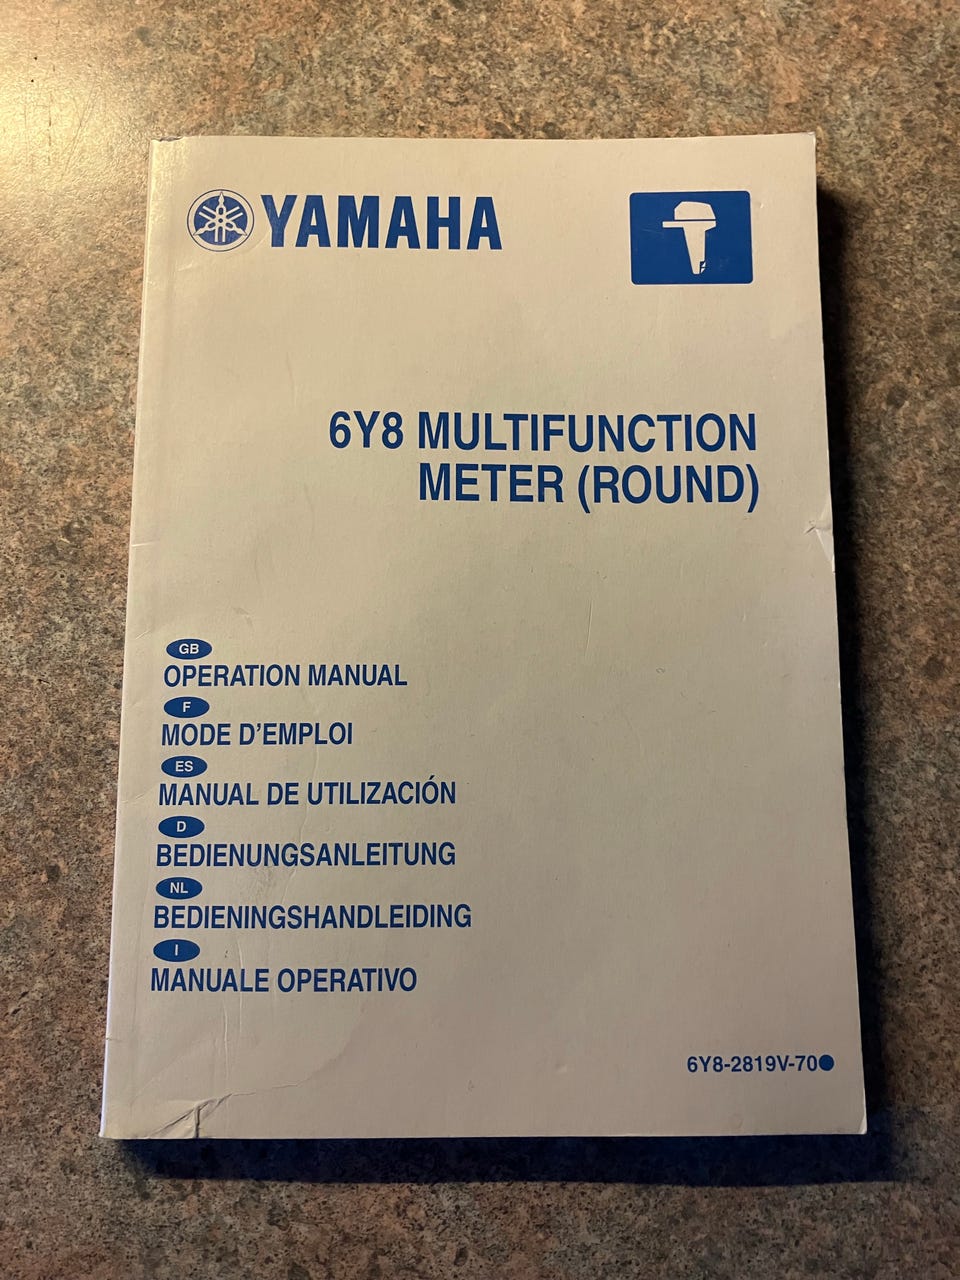 YAMAHA
6Y8 MULTIFUNCTION
METER (ROUND)
GB
OPERATION MANUAL
F
MODE D'EMPLOI
ES
MANUAL DE UTILIZACIÓN
D
BEDIENUNGSANLEITUNG
NL
BEDIENINGSHANDLEIDING
I
MANUALE OPERATIVO
6Y8-2819V-70●